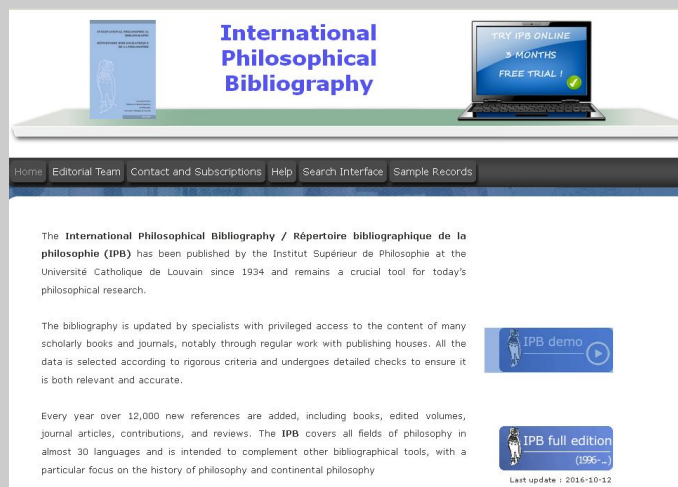 INTERNATIONAL PHILOSOPHICAL
BIBLIOGRAPHY
RÉPERTOIRE BIBLIOGRAPHIQUE
DE LA PHILOSOPHIE
International
Philosophical
Bibliography
TRY IPB ONLINE
3 MONTHS
FREE TRIAL !
Home Editorial Team Contact and Subscriptions Help Search Interface Sample Records
The International Philosophical Bibliography / Répertoire bibliographique de la
philosophie (IPB) has been published by the Institut Supérieur de Philosophie at the
Université Catholique de Louvain since 1934 and remains a crucial tool for today's
philosophical research.
The bibliography is updated by specialists with privileged access to the content of many
scholarly books and journals, notably through regular work with publishing houses. All the
data is selected according to rigorous criteria and undergoes detailed checks to ensure it
is both relevant and accurate.
Every year over 12,000 new references are added, including books, edited volumes,
journal articles, contributions, and reviews. The IPB covers all fields of philosophy in
almost 30 languages and is intended to complement other bibliographical tools, with a
particular focus on the history of philosophy and continental philosophy
IPB demo
IPB full edition
(1996-...)
Last update : 2016-10-12